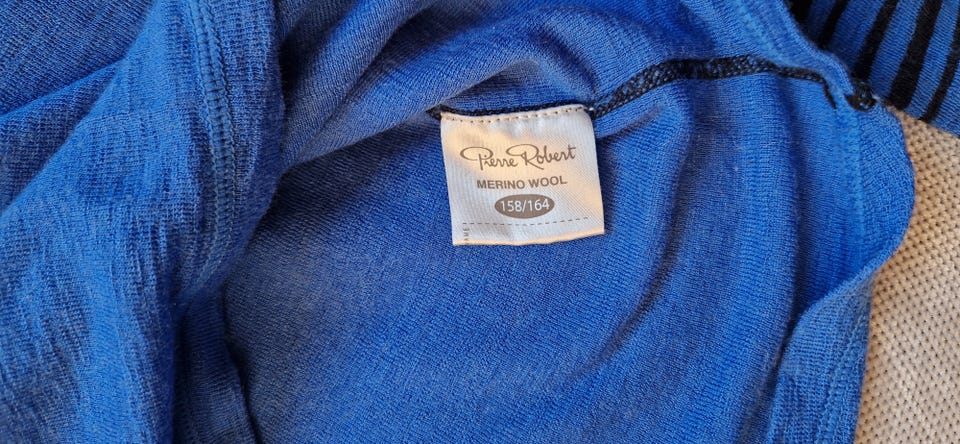 Pierre Robert
MERINO WOOL
158/164